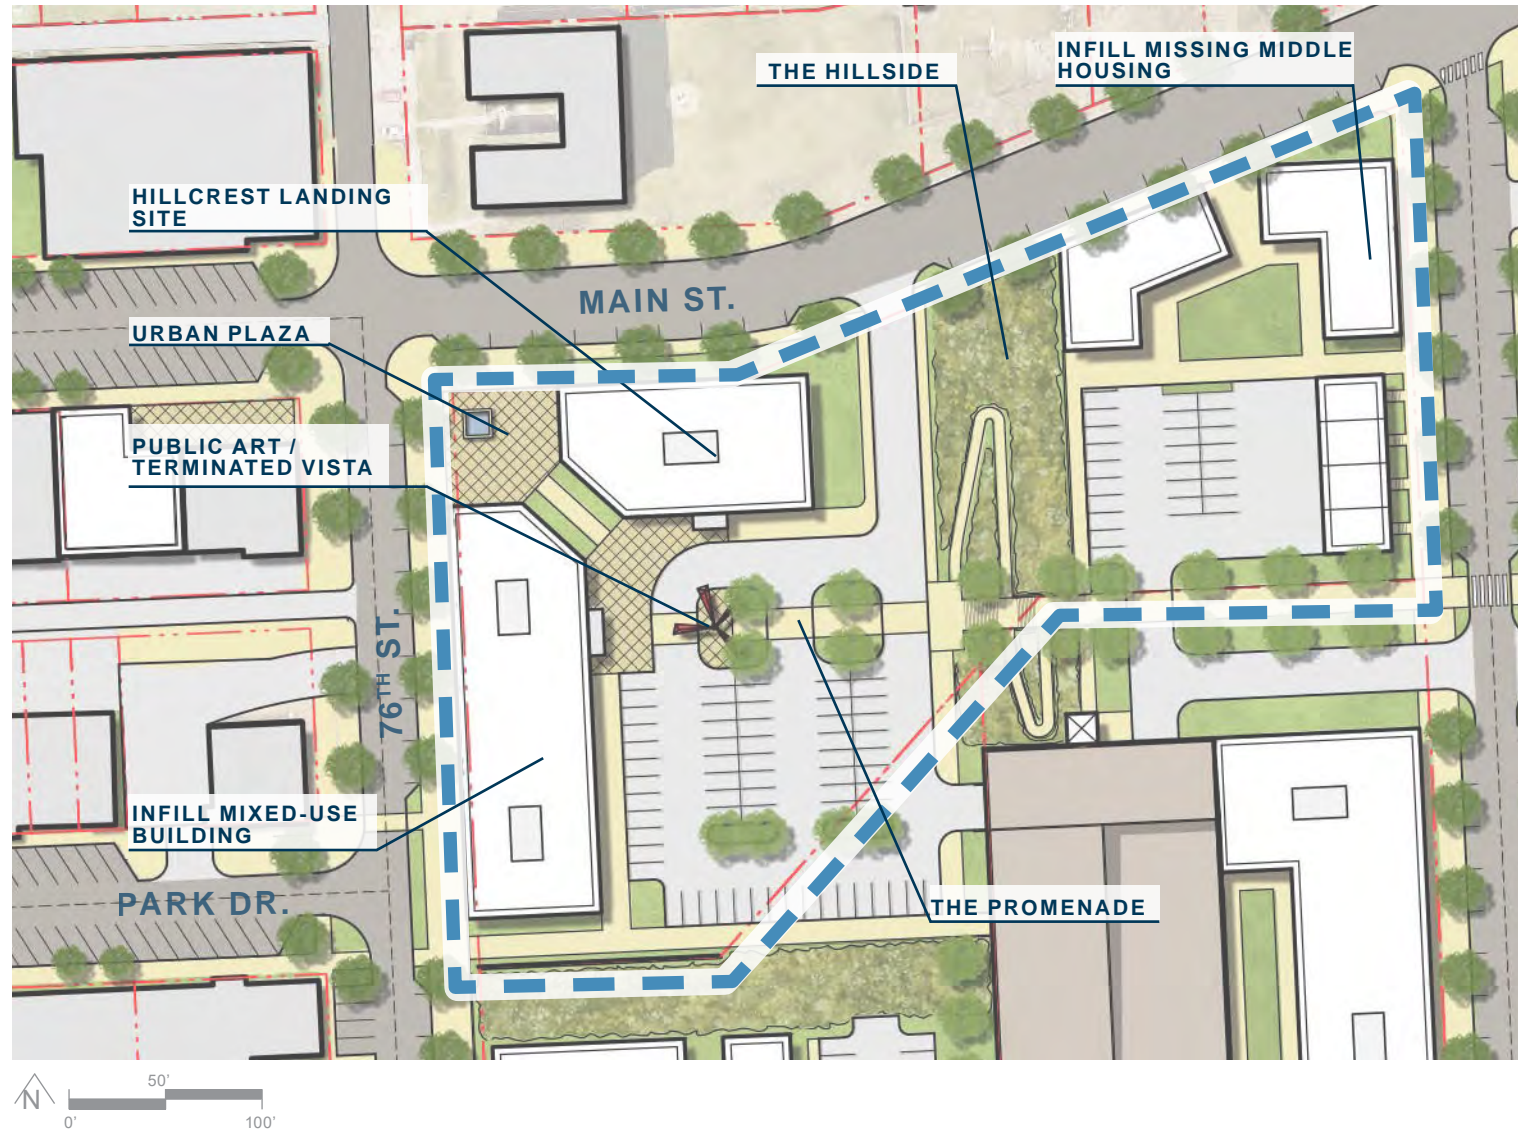 INFILL MISSING MIDDLE
HOUSING
THE HILLSIDE
HILLCREST LANDING
SITE
MAIN ST.
URBAN PLAZA
PUBLIC ART /
TERMINATED VISTA
76TH ST.
INFILL MIXED-USE
BUILDING
PARK DR.
THE PROMENADE
N
50'
0'
100'